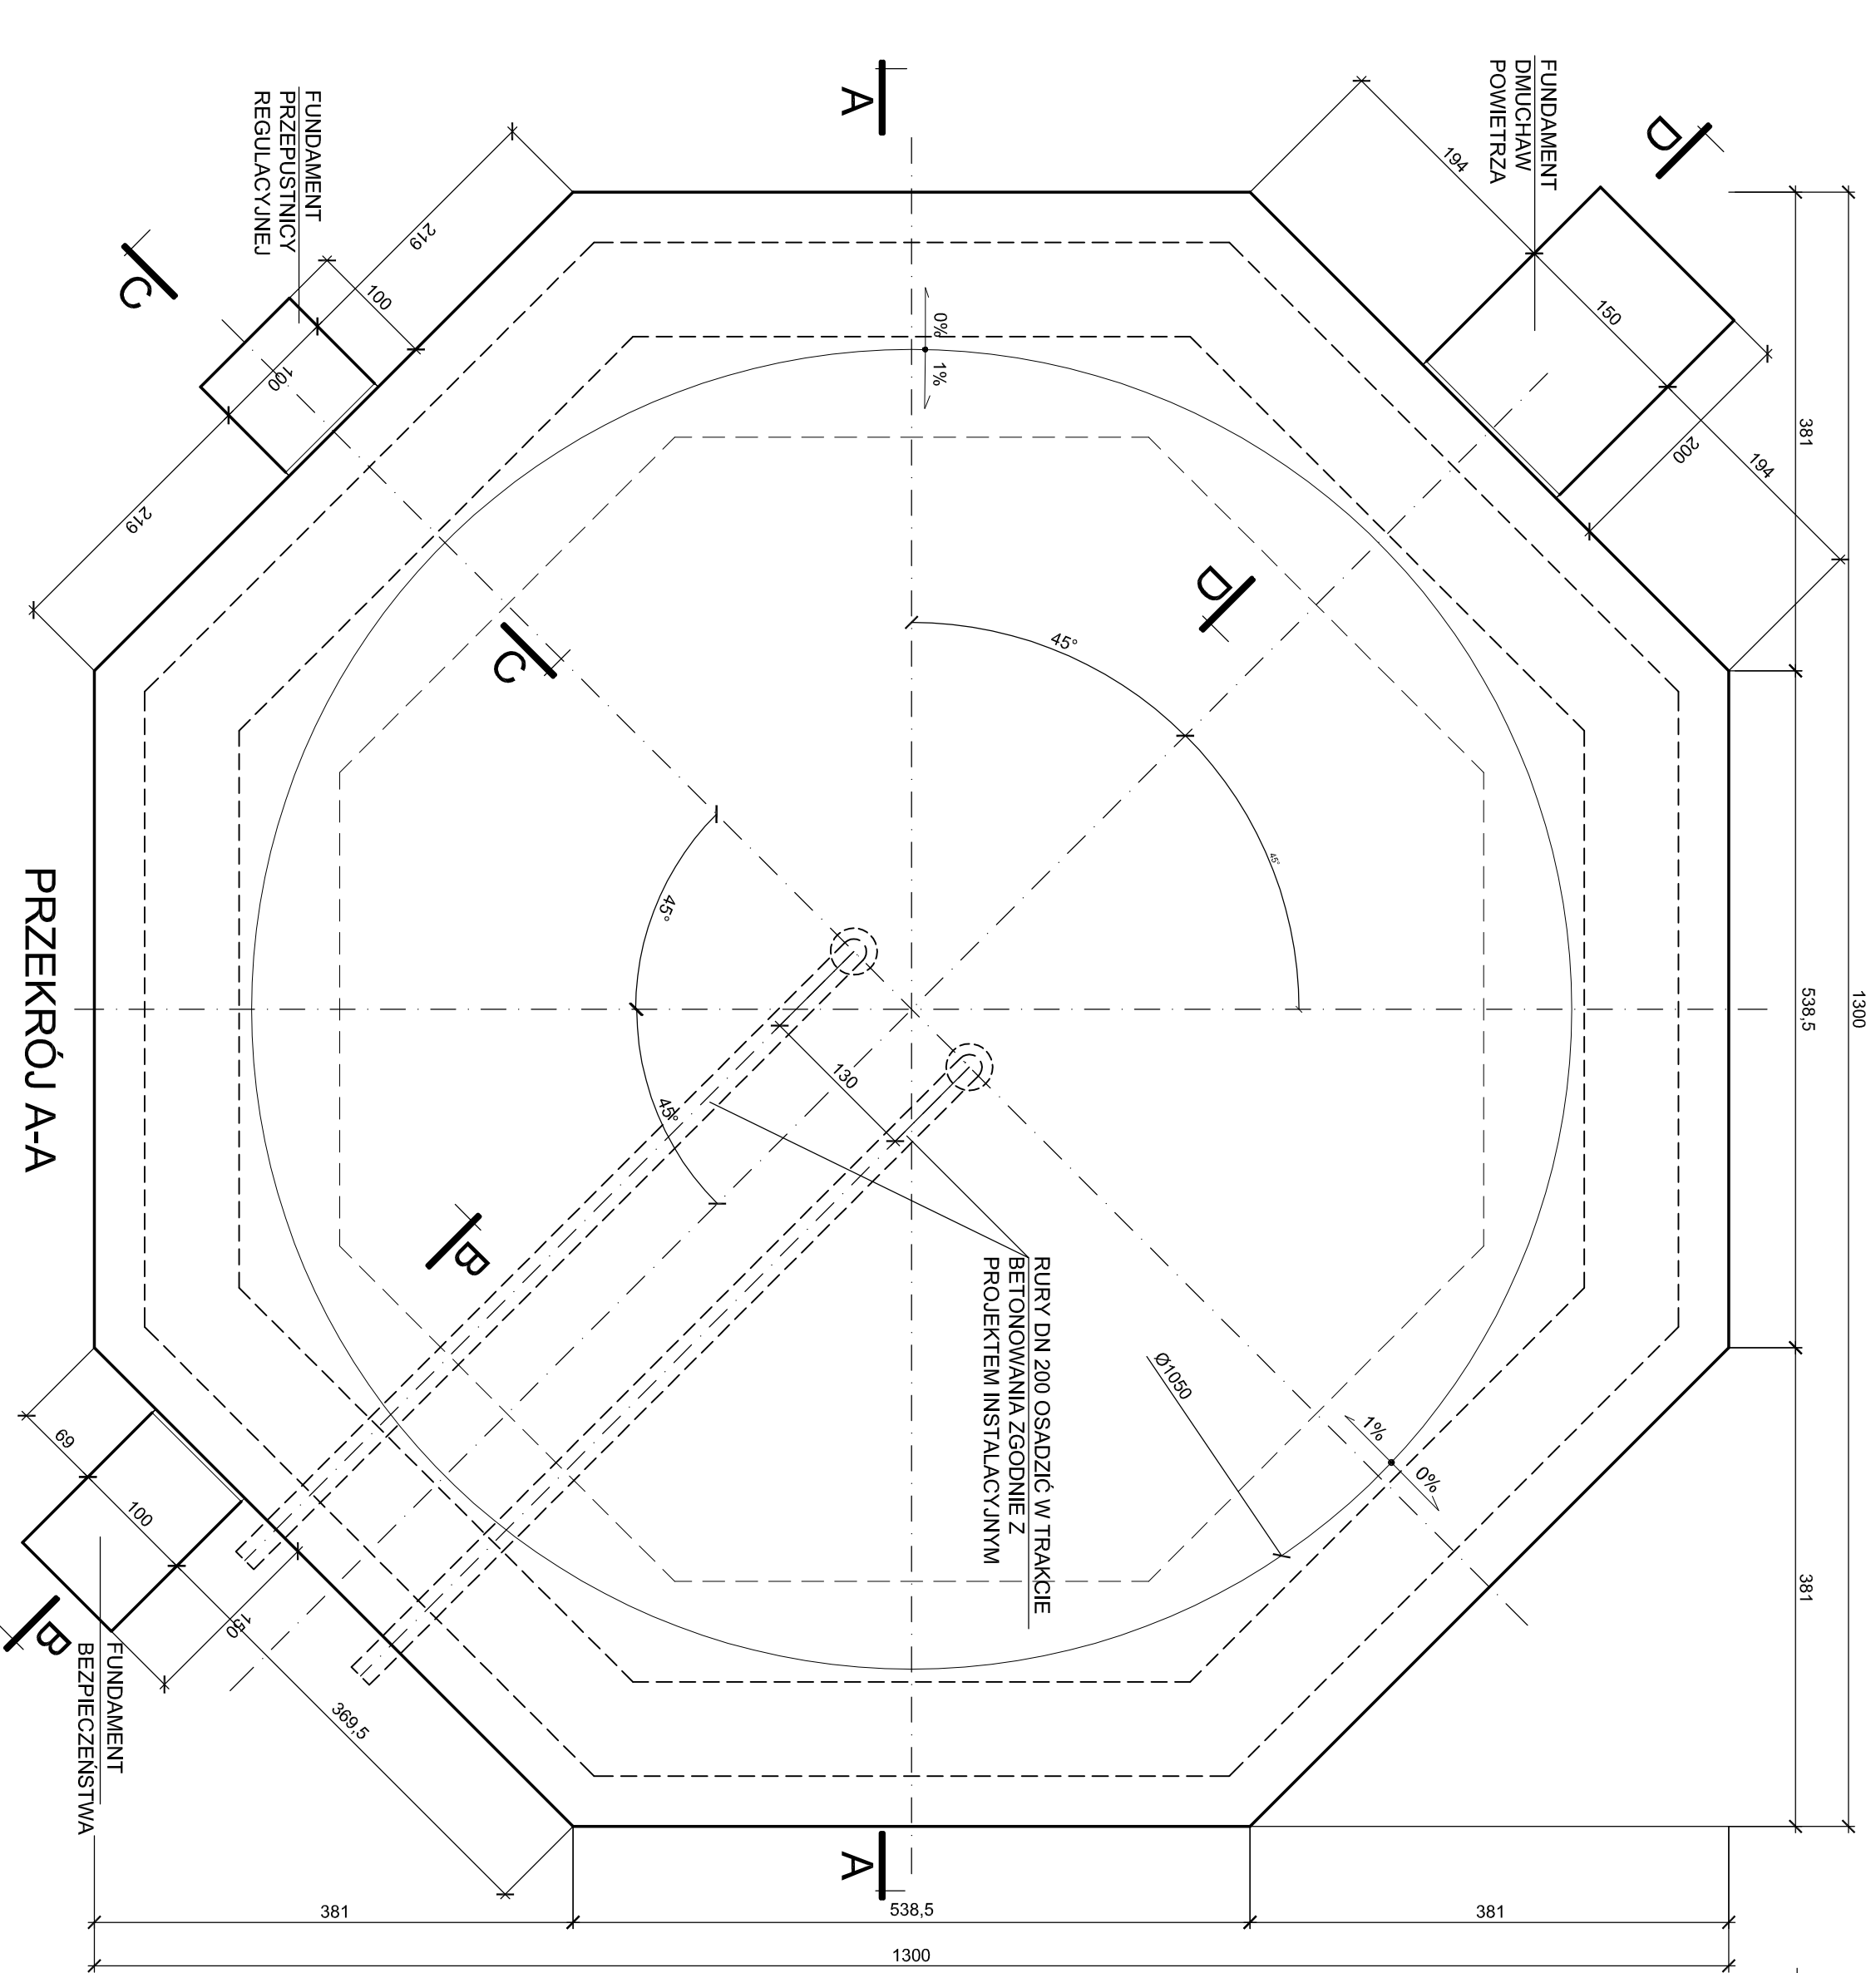 FUNDAMENT
DMUCHAW
POWIETRZA
D
A
FUNDAMENT
PRZEPUSTNICY
REGULACYJNEJ
C
194
150
194
200
381
538,5
381
1300
219
100
100
219
D
C
0%
1%
45°
45°
45°
45°
130
RURY DN 200 OSADZIĆ W TRAKCIE
BETONOWANIA ZGODNIE Z
PROJEKTEM INSTALACYJNYM
Ø1050
1%
0%
B
69
100
150
369,5
B
FUNDAMENT
BEZPIECZEŃSTWA
A
381
538,5
381
1300
PRZEKRÓJ A-A